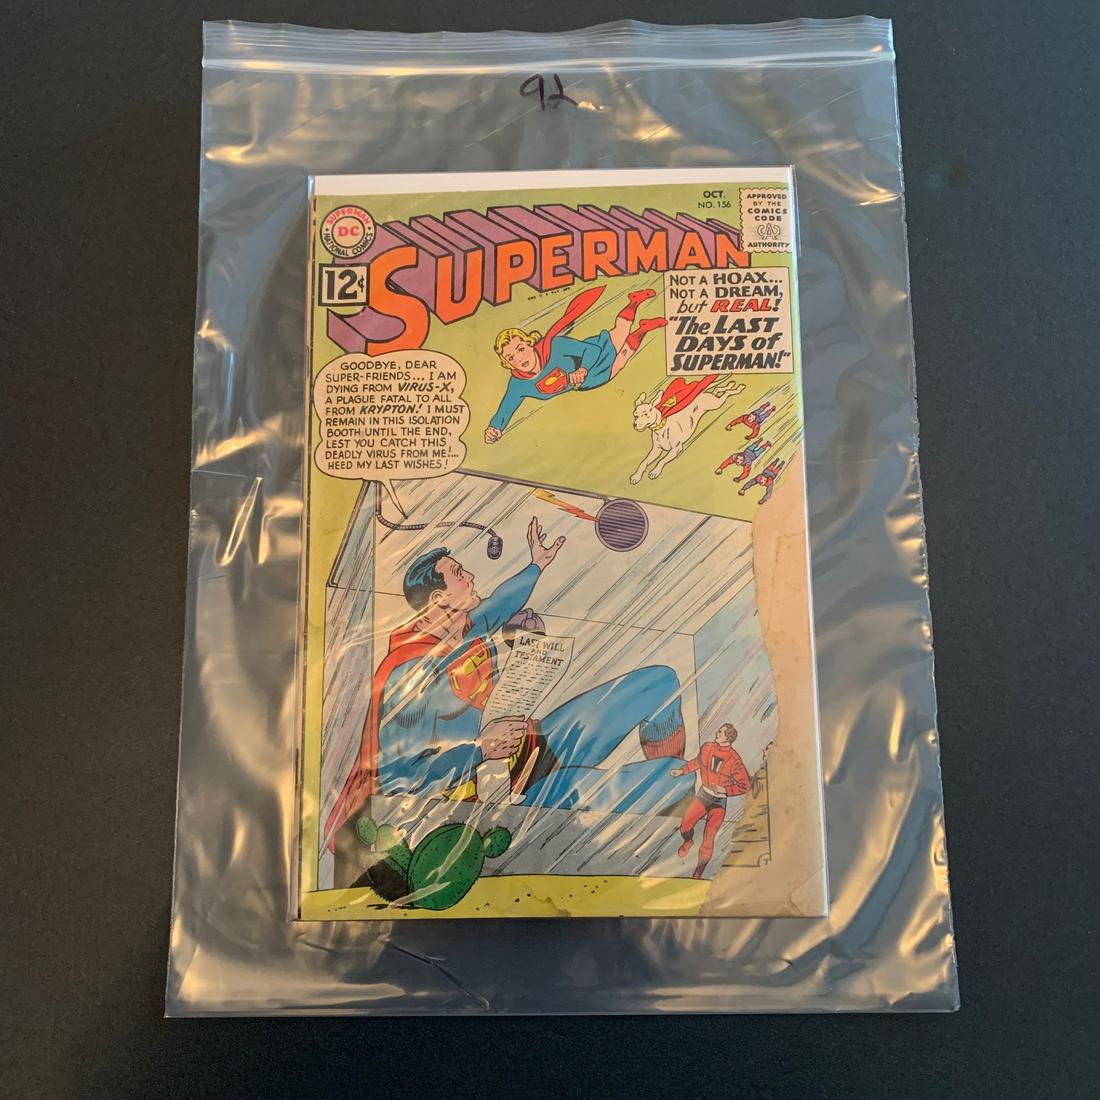 92
OCT.
NO. 156
APPROVED
BY THE
COMICS
CODE
CA
AUTHORITY
SUPERMAN
DC
NATIONAL COMICS
12¢
SUPERMAN
NOT A HOAX...
NOT A DREAM,
but REAL!
"The LAST
DAYS of
SUPERMAN!"
GOODBYE, DEAR
SUPER-FRIENDS... I AM
DYING FROM VIRUS-X,
A PLAGUE FATAL TO ALL
FROM KRYPTON! I MUST
REMAIN IN THIS ISOLATION
BOOTH UNTIL THE END,
LEST YOU CATCH THIS
DEADLY VIRUS FROM ME!...
HEED MY LAST WISHES!
LAST WILL
AND
TESTAMENT